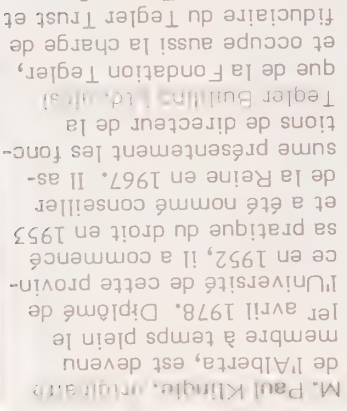 M. Paul Klingle, originaire
de l'Alberta, est devenu
membre à temps plein le
1er avril 1978. Diplômé de
l'Université de cette provin-
ce en 1952, il a commencé
sa pratique du droit en 1953
et a été nommé conseiller
de la Reine en 1967. Il as-
sume présentement les fonc-
tions de directeur de la
Tegler Building Ltd. ainsi
que de la Fondation Tegler,
et occupe aussi la charge de
fiduciaire du Tegler Trust et